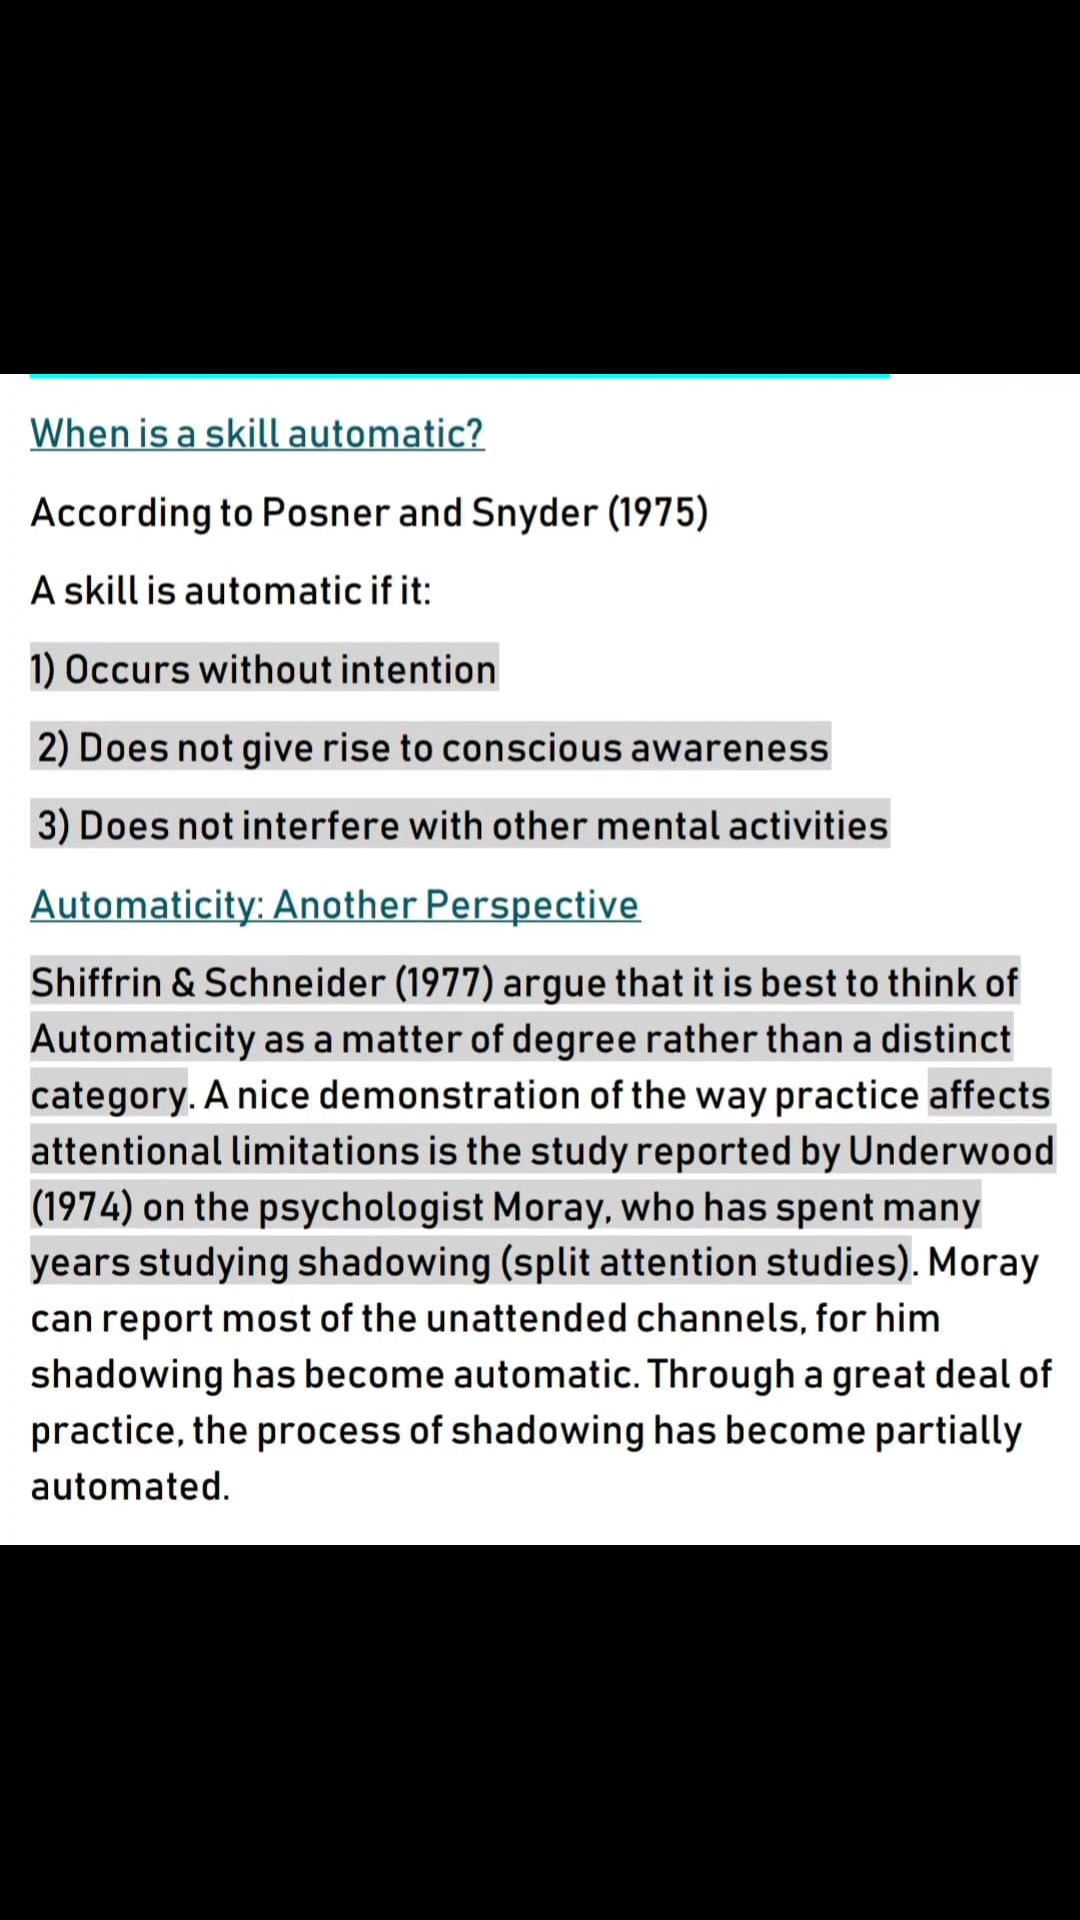 When is a skill automatic?
According to Posner and Snyder (1975)
A skill is automatic if it:
1) Occurs without intention
2) Does not give rise to conscious awareness
3) Does not interfere with other mental activities
Automaticity: Another Perspective
Shiffrin & Schneider (1977) argue that it is best to think of
Automaticity as a matter of degree rather than a distinct
category. A nice demonstration of the way practice affects
attentional limitations is the study reported by Underwood
(1974) on the psychologist Moray, who has spent many
years studying shadowing (split attention studies). Moray
can report most of the unattended channels, for him
shadowing has become automatic. Through a great deal of
practice, the process of shadowing has become partially
automated.